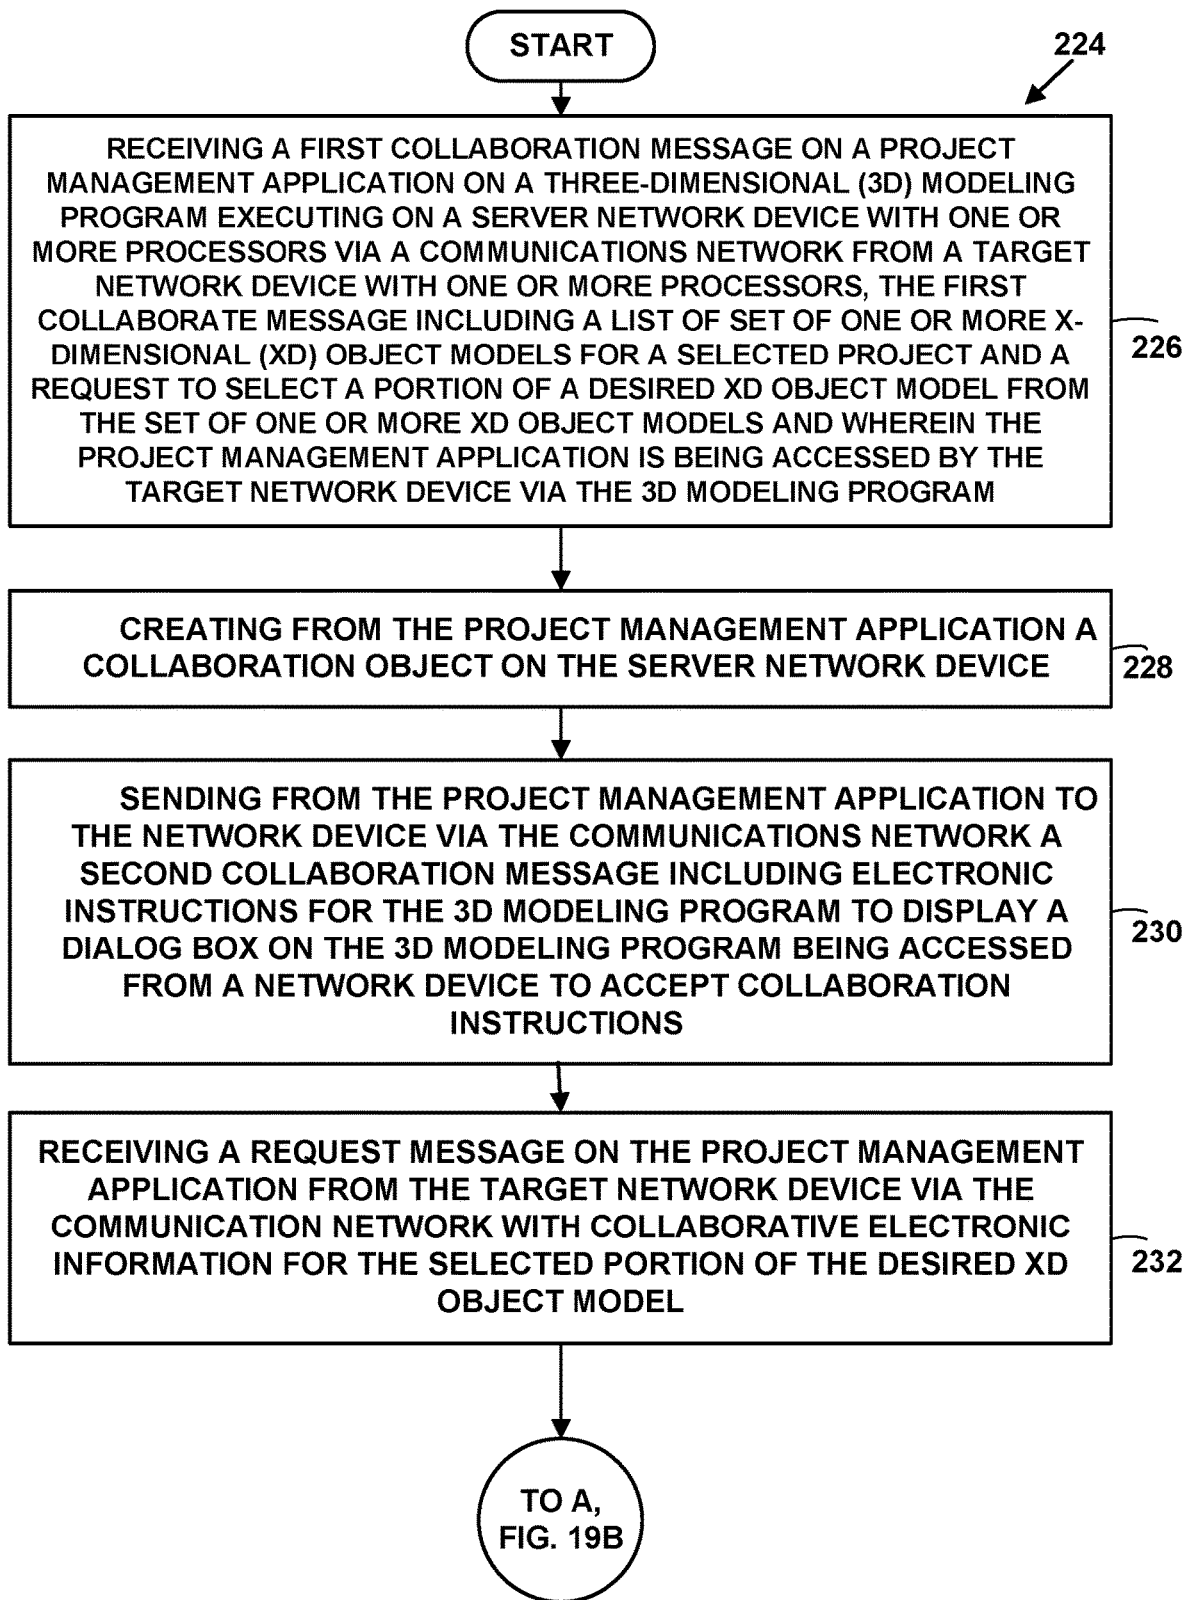 START
224
RECEIVING A FIRST COLLABORATION MESSAGE ON A PROJECT
MANAGEMENT APPLICATION ON A THREE-DIMENSIONAL (3D) MODELING
PROGRAM EXECUTING ON A SERVER NETWORK DEVICE WITH ONE OR
MORE PROCESSORS VIA A COMMUNICATIONS NETWORK FROM A TARGET
NETWORK DEVICE WITH ONE OR MORE PROCESSORS, THE FIRST
COLLABORATE MESSAGE INCLUDING A LIST OF SET OF ONE OR MORE X-
DIMENSIONAL (XD) OBJECT MODELS FOR A SELECTED PROJECT AND A
REQUEST TO SELECT A PORTION OF A DESIRED XD OBJECT MODEL FROM
THE SET OF ONE OR MORE XD OBJECT MODELS AND WHEREIN THE
PROJECT MANAGEMENT APPLICATION IS BEING ACCESSED BY THE
TARGET NETWORK DEVICE VIA THE 3D MODELING PROGRAM
226
CREATING FROM THE PROJECT MANAGEMENT APPLICATION A
COLLABORATION OBJECT ON THE SERVER NETWORK DEVICE
228
SENDING FROM THE PROJECT MANAGEMENT APPLICATION TO
THE NETWORK DEVICE VIA THE COMMUNICATIONS NETWORK A
SECOND COLLABORATION MESSAGE INCLUDING ELECTRONIC
INSTRUCTIONS FOR THE 3D MODELING PROGRAM TO DISPLAY A
DIALOG BOX ON THE 3D MODELING PROGRAM BEING ACCESSED
FROM A NETWORK DEVICE TO ACCEPT COLLABORATION
INSTRUCTIONS
230
RECEIVING A REQUEST MESSAGE ON THE PROJECT MANAGEMENT
APPLICATION FROM THE TARGET NETWORK DEVICE VIA THE
COMMUNICATION NETWORK WITH COLLABORATIVE ELECTRONIC
INFORMATION FOR THE SELECTED PORTION OF THE DESIRED XD
OBJECT MODEL
232
TO A,
FIG. 19B